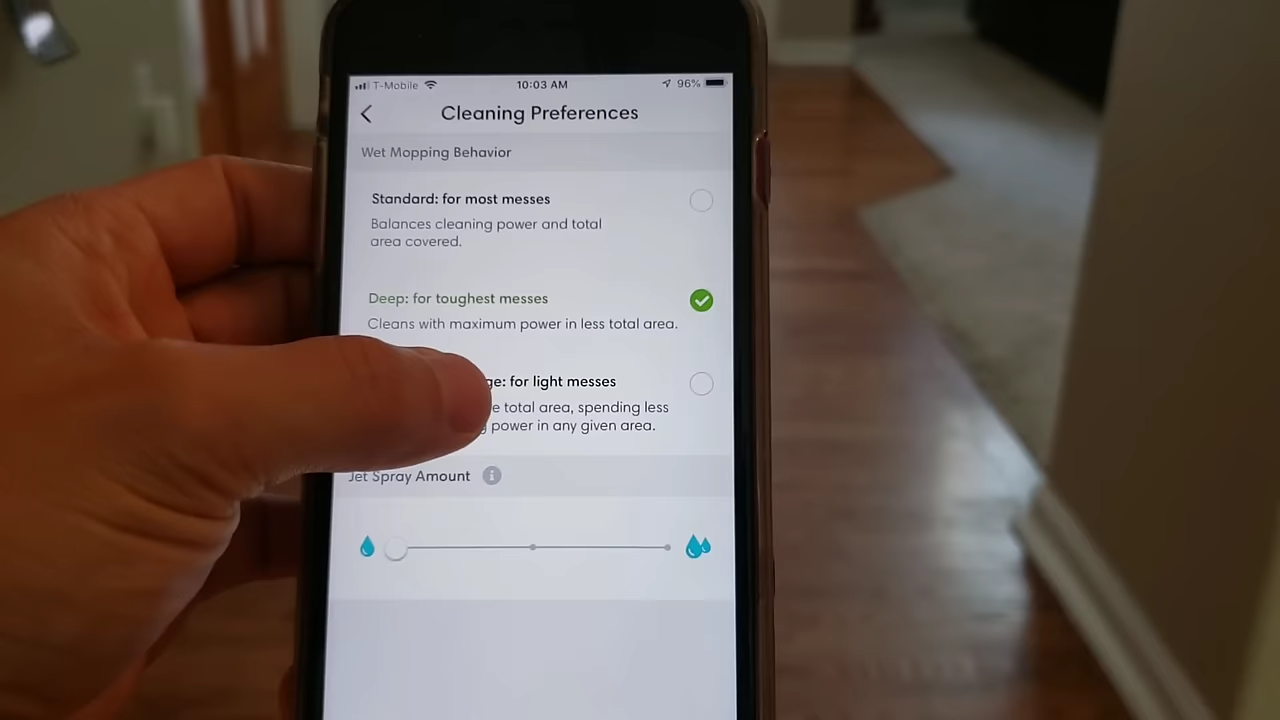 T-Mobile 10:03 AM 96%
Cleaning Preferences
Wet Mopping Behavior
Standard: for most messes
Balances cleaning power and total
area covered.
Deep: for toughest messes
Cleans with maximum power in less total area.
for light messes
total area, spending less
power in any given area.
Jet Spray Amount i